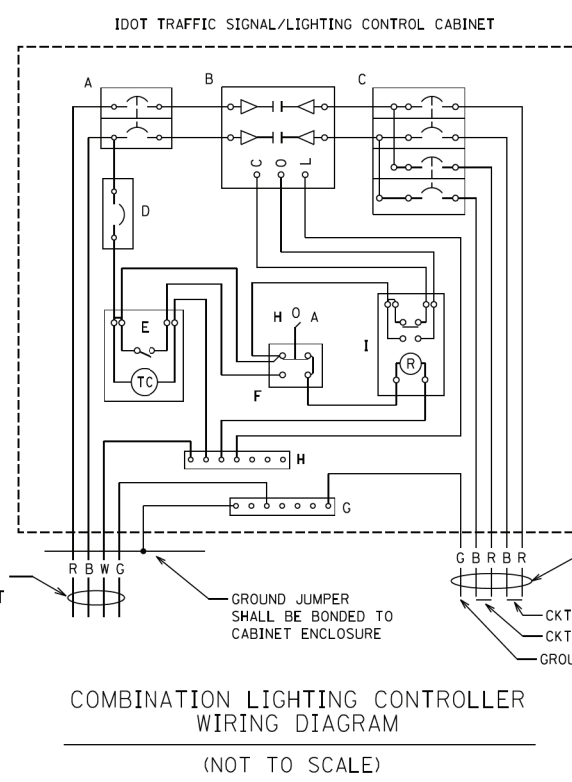 IDOT TRAFFIC SIGNAL/LIGHTING CONTROL CABINET
A
B
C
C O L
D
E
TC
H O A
F
I
R
H
G
R B W G
G B R B R
T
GROUND JUMPER
SHALL BE BONDED TO
CABINET ENCLOSURE
CKT
CKT
GROU
COMBINATION LIGHTING CONTROLLER
WIRING DIAGRAM
(NOT TO SCALE)